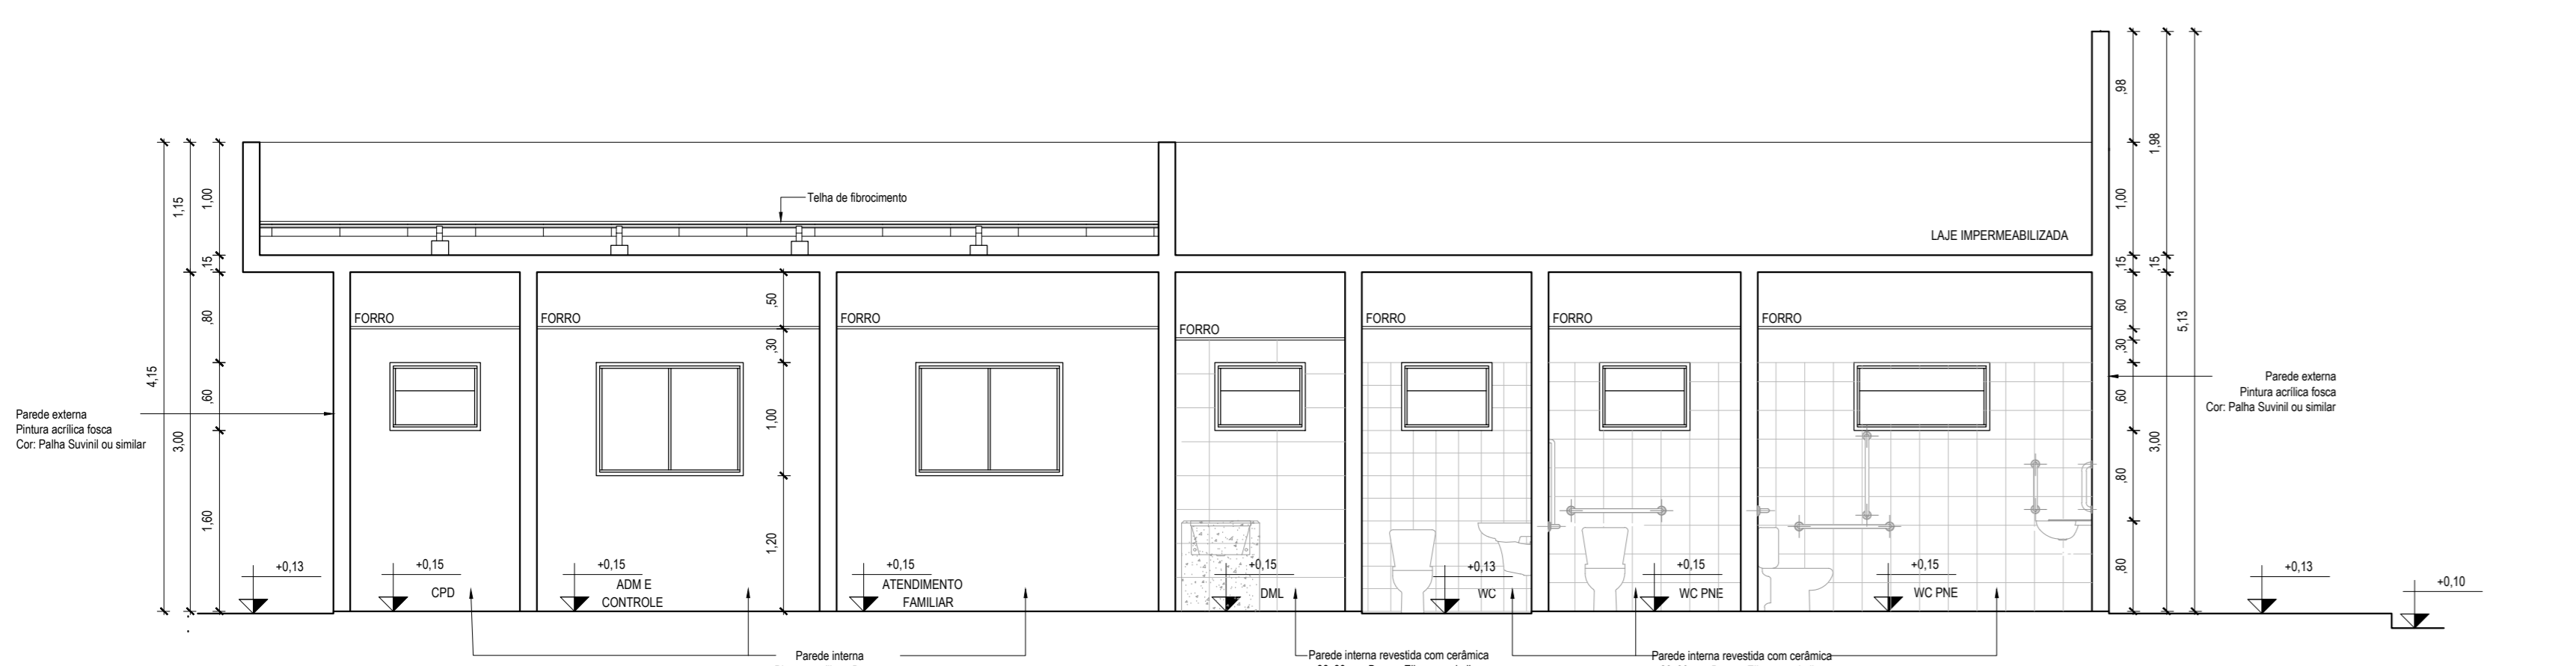 ,98
1,98
1,00
5,13
,15
,15
,60
,30
,60
3,00
,80
,80
1,15
1,00
,15
4,15
,80
3,00
,60
1,60
Telha de fibrocimento
LAJE IMPERMEABILIZADA
FORRO
FORRO
FORRO
FORRO
FORRO
FORRO
FORRO
,50
,30
1,00
1,20
Parede externa
Pintura acrílica fosca
Cor: Palha Suvinil ou similar
Parede externa
Pintura acrílica fosca
Cor: Palha Suvinil ou similar
+0,13
+0,15
CPD
+0,15
ADM E
CONTROLE
+0,15
ATENDIMENTO
FAMILIAR
+0,15
DML
+0,13
WC
+0,15
WC PNE
+0,15
WC PNE
+0,13
+0,10
Parede interna
Parede interna revestida com cerâmica
Parede interna revestida com cerâmica